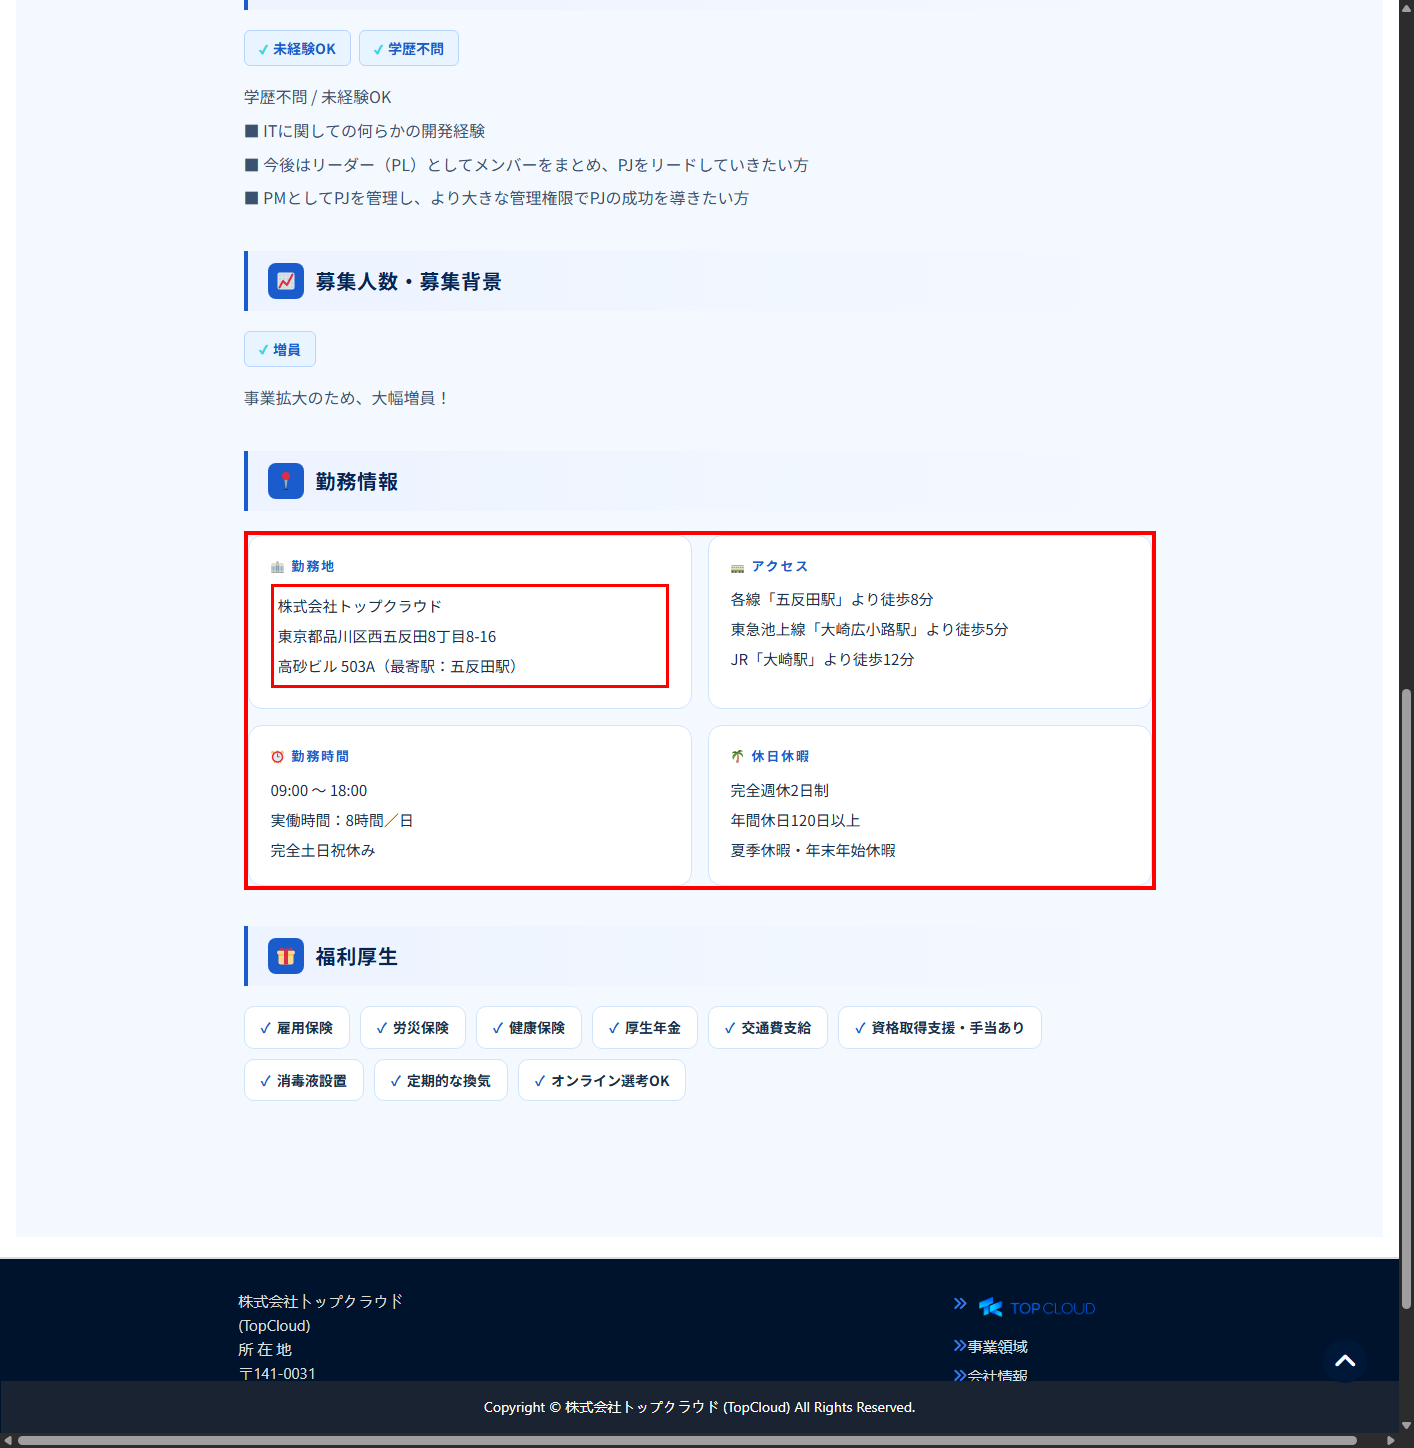 ✓ 未経験OK
✓ 学歴不問
学歴不問 / 未経験OK
■ ITに関しての何らかの開発経験
■ 今後はリーダー（PL）としてメンバーをまとめ、PJをリードしていきたい方
■ PMとしてPJを管理し、より大きな管理権限でPJの成功を導きたい方
募集人数・募集背景
✓ 増員
事業拡大のため、大幅増員！
勤務情報
勤務地
株式会社トップクラウド
東京都品川区西五反田8丁目8-16
高砂ビル 503A（最寄駅：五反田駅）
アクセス
各線「五反田駅」より徒歩8分
東急池上線「大崎広小路駅」より徒歩5分
JR「大崎駅」より徒歩12分
勤務時間
09:00 〜 18:00
実働時間：8時間／日
完全土日祝休み
休日休暇
完全週休2日制
年間休日120日以上
夏季休暇・年末年始休暇
福利厚生
✓ 雇用保険
✓ 労災保険
✓ 健康保険
✓ 厚生年金
✓ 交通費支給
✓ 資格取得支援・手当あり
✓ 消毒液設置
✓ 定期的な換気
✓ オンライン選考OK
株式会社トップクラウド
(TopCloud)
所 在 地
〒141-0031
TOPCLOUD
事業領域
会社情報
Copyright © 株式会社トップクラウド (TopCloud) All Rights Reserved.